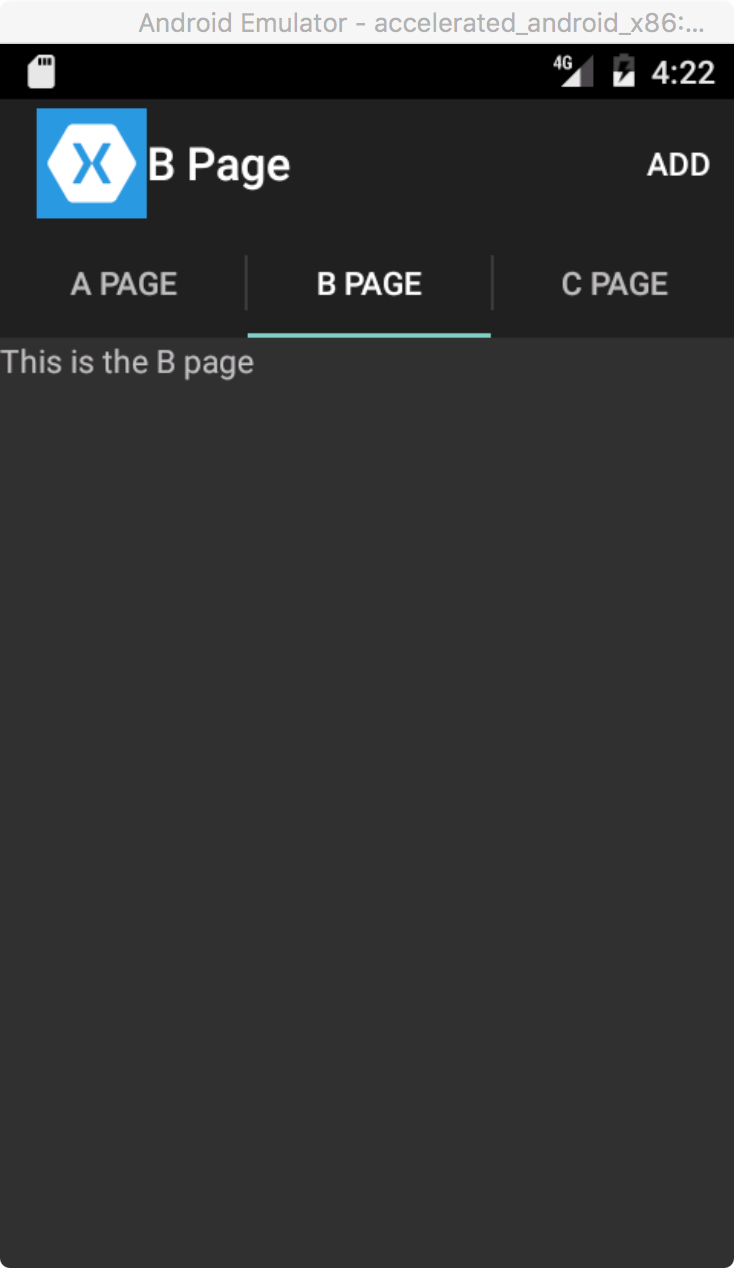 Android Emulator - accelerated_android_x86:...
4G 4:22
X B Page ADD
A PAGE B PAGE C PAGE
This is the B page